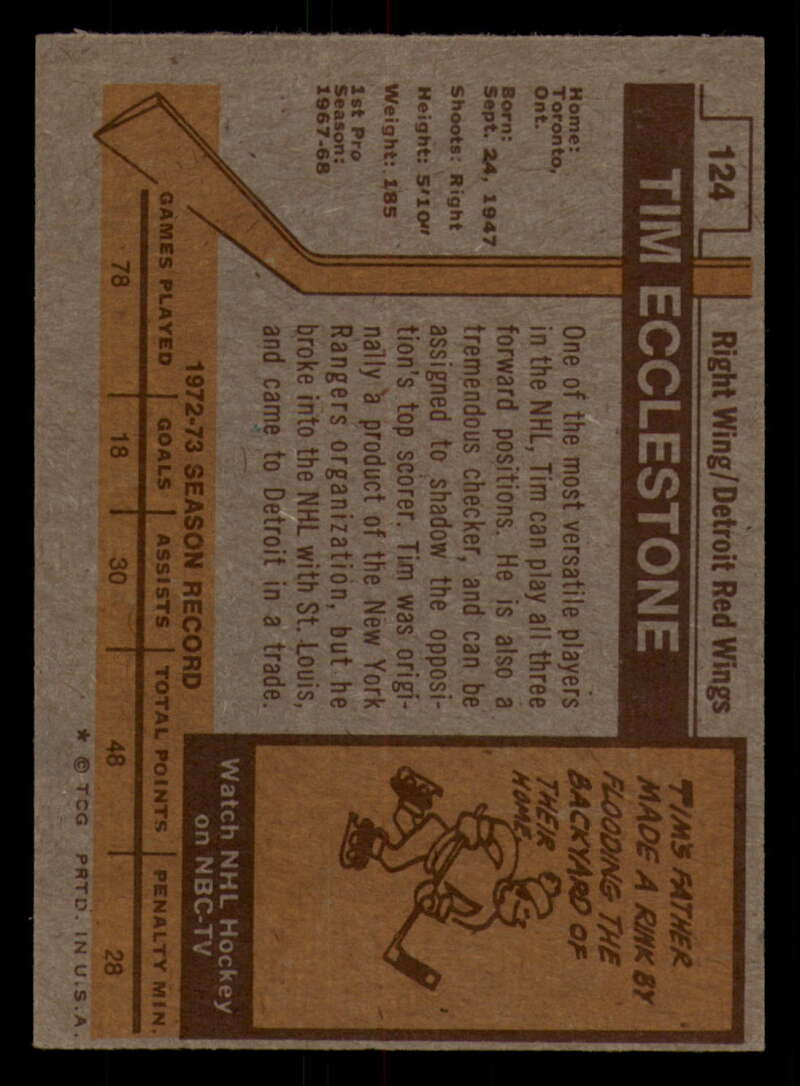 124
Right Wing/Detroit Red Wings
TIM ECCLESTONE
Home:
Toronto,
Ont.
Born:
Sept. 24, 1947
Shoots: Right
Height: 5'10"
Weight: 185
1st Pro
Season:
1967-68
One of the most versatile players
in the NHL, Tim can play all three
forward positions. He is also a
tremendous checker, and can be
assigned to shadow the opposi-
tion's top scorer. Tim was origi-
nally a product of the New York
Rangers organization, but he
broke into the NHL with St. Louis,
and came to Detroit in a trade.
TIM'S FATHER
MADE A RINK BY
FLOODING THE
BACKYARD OF
THEIR
HOME.
Watch NHL Hockey
on NBC-TV
1972-73 SEASON RECORD
GAMES PLAYED GOALS ASSISTS TOTAL POINTS PENALTY MIN.
78 18 30 48 28
* © TCG PRTD. IN U.S.A.